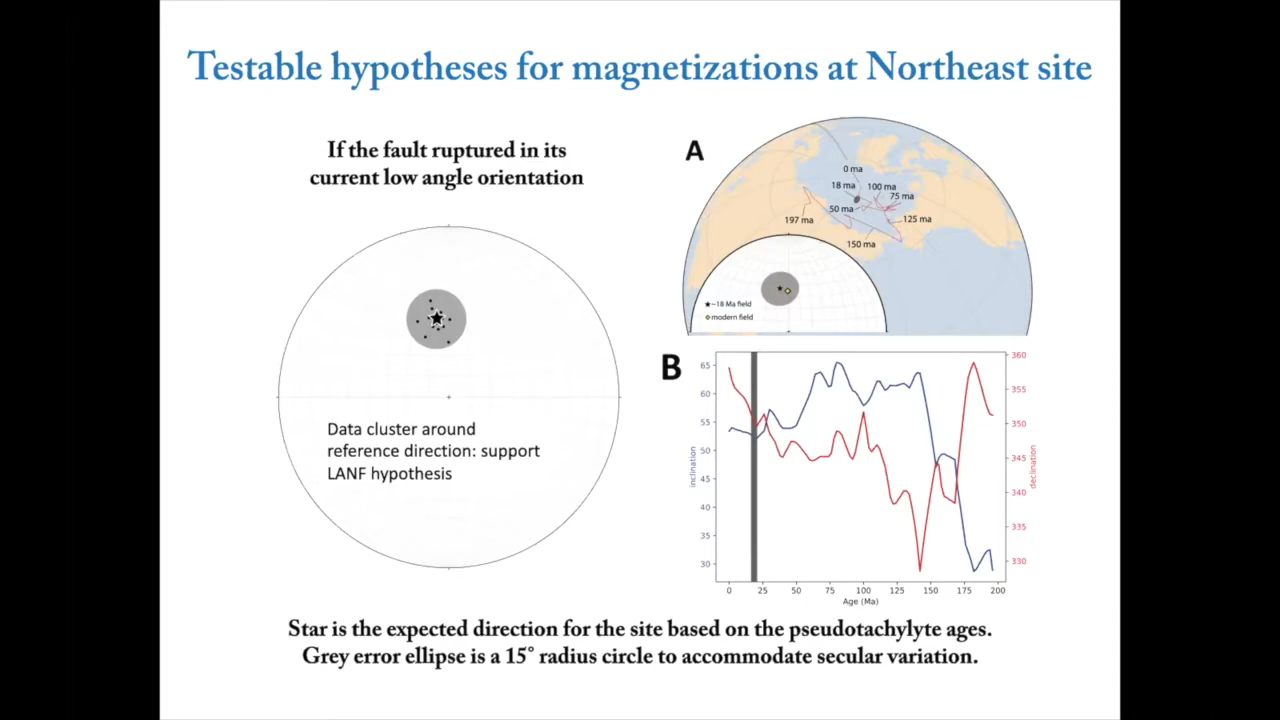 Testable hypotheses for magnetizations at Northeast site
If the fault ruptured in its
current low angle orientation
Data cluster around
reference direction: support
LANF hypothesis
A
0 ma
18 ma
100 ma
75 ma
50 ma
197 ma
125 ma
150 ma
★~18 Ma field
modern field
B
65
60
55
50
45
40
35
30
inclination
360
355
350
345
340
335
330
declination
0 25 50 75 100 125 150 175 200
Age (Ma)
Star is the expected direction for the site based on the pseudotachylyte ages.
Grey error ellipse is a 15° radius circle to accommodate secular variation.